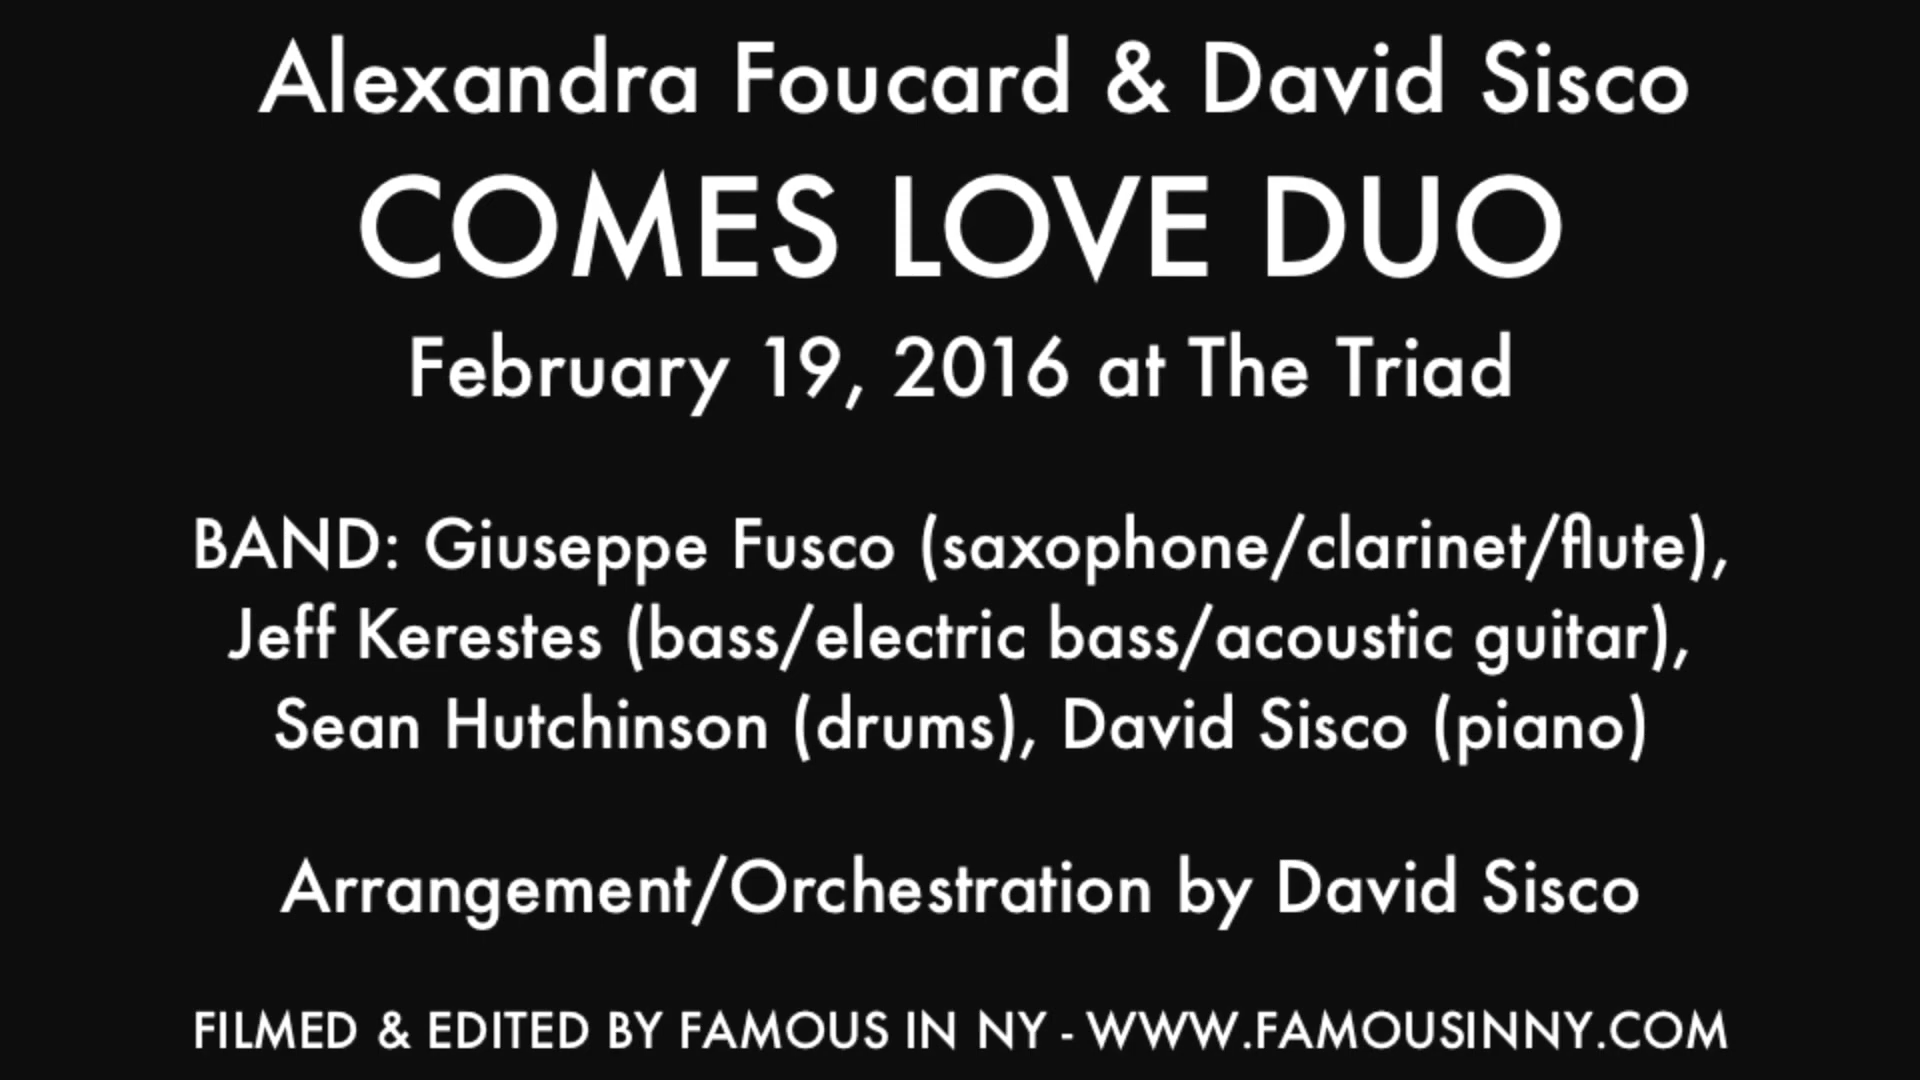 Alexandra Foucard & David Sisco
COMES LOVE DUO
February 19, 2016 at The Triad
BAND: Giuseppe Fusco (saxophone/clarinet/flute),
Jeff Kerestes (bass/electric bass/acoustic guitar),
Sean Hutchinson (drums), David Sisco (piano)
Arrangement/Orchestration by David Sisco
FILMED & EDITED BY FAMOUS IN NY - WWW.FAMOUSINNY.COM